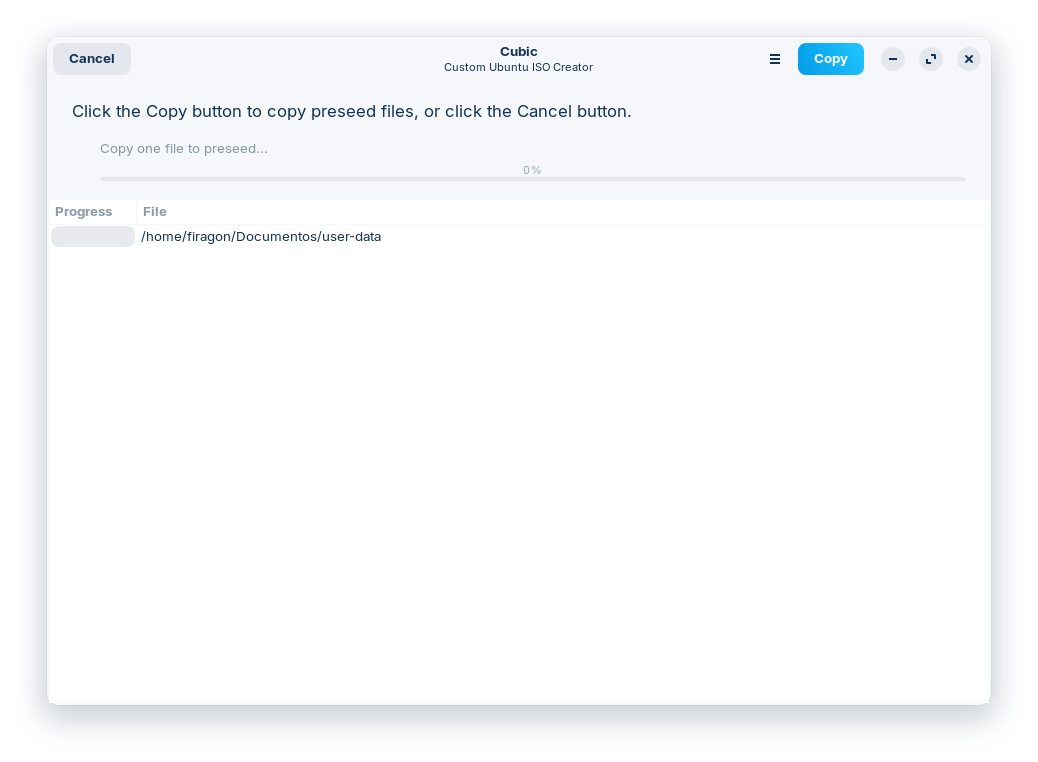 Cancel
Cubic
Custom Ubuntu ISO Creator
Copy
Click the Copy button to copy preseed files, or click the Cancel button.
Copy one file to preseed...
0%
Progress File
/home/firagon/Documentos/user-data